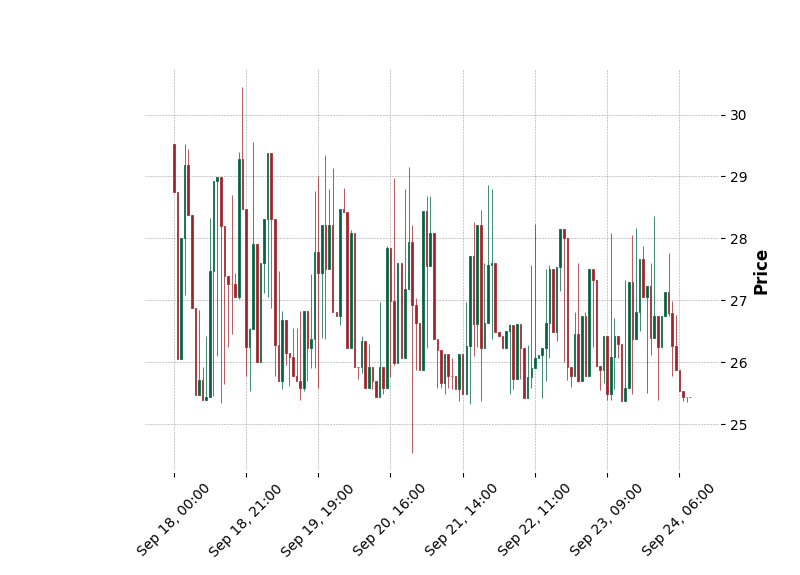 30
29
28
27
26
25
Price
Sep 18, 00:00
Sep 18, 21:00
Sep 19, 19:00
Sep 20, 16:00
Sep 21, 14:00
Sep 22, 11:00
Sep 23, 09:00
Sep 24, 06:00